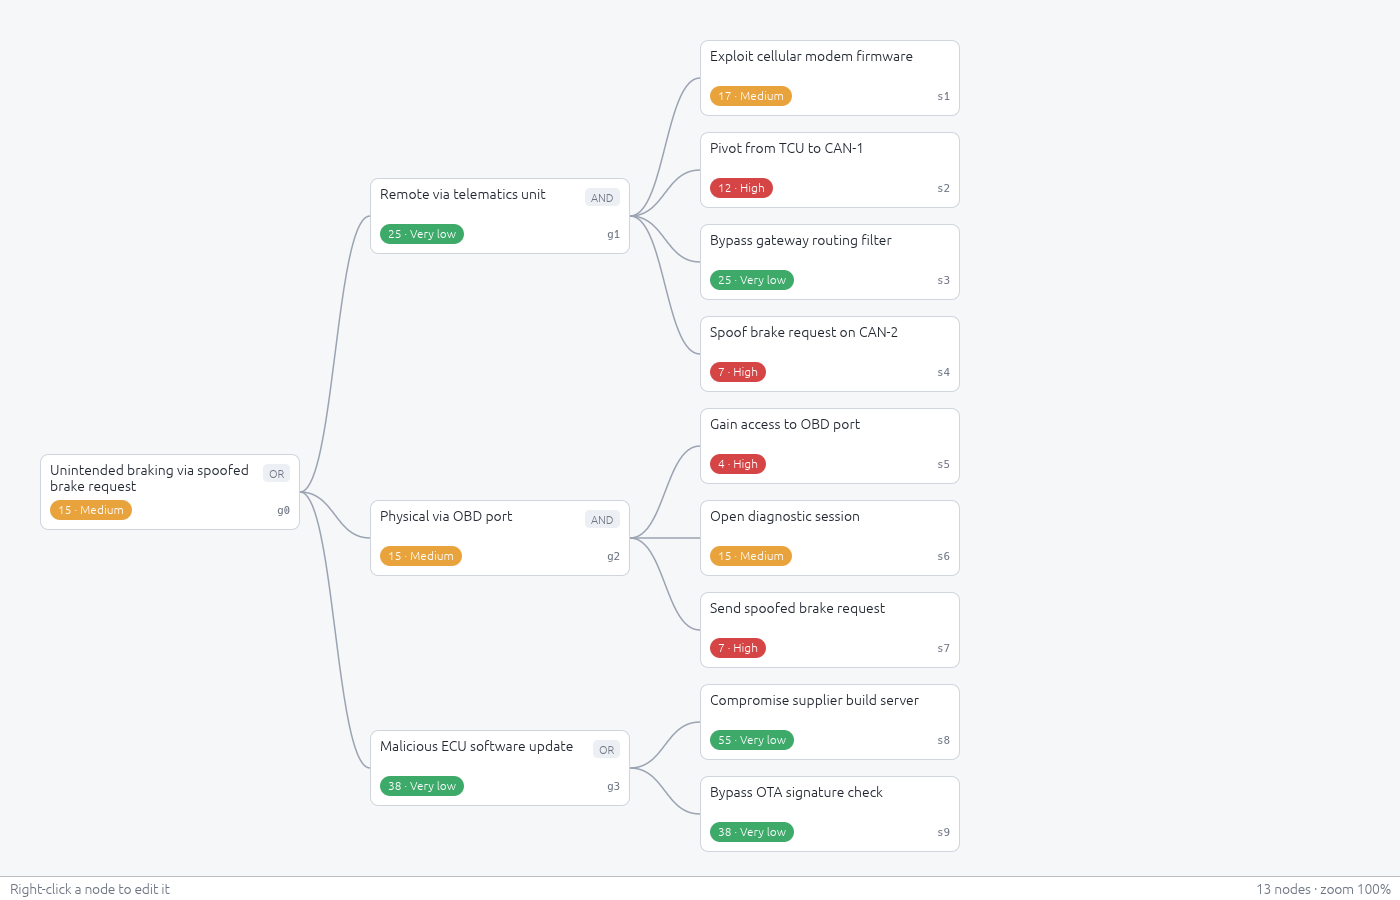 Unintended braking via spoofed
brake request
OR
15 · Medium
g0
Remote via telematics unit
AND
25 · Very low
g1
Exploit cellular modem firmware
17 · Medium
s1
Pivot from TCU to CAN-1
12 · High
s2
Bypass gateway routing filter
25 · Very low
s3
Spoof brake request on CAN-2
7 · High
s4
Physical via OBD port
AND
15 · Medium
g2
Gain access to OBD port
4 · High
s5
Open diagnostic session
15 · Medium
s6
Send spoofed brake request
7 · High
s7
Malicious ECU software update
OR
38 · Very low
g3
Compromise supplier build server
55 · Very low
s8
Bypass OTA signature check
38 · Very low
s9
Right-click a node to edit it
13 nodes · zoom 100%